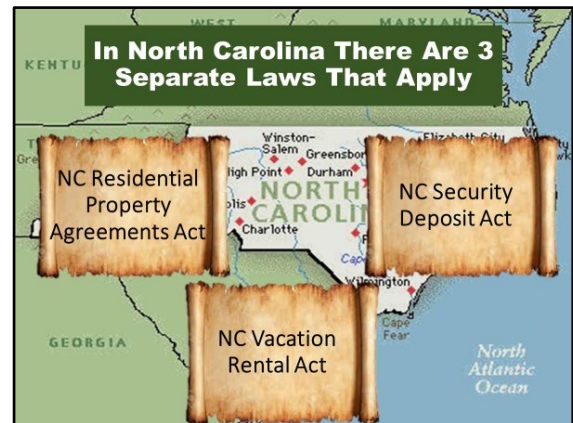 WEST
MARYLAND
In North Carolina There Are 3
Separate Laws That Apply
KENTU
Winston-
Salem
Greensbor
High Point
Durham
Elizabeth City
NC Residential
Property
Agreements Act
NC Security
Deposit Act
NORTH
CAROLIN
Charlotte
Wilmington
NC Vacation
Rental Act
Cape
Fear
GEORGIA
North
Atlantic
Ocean